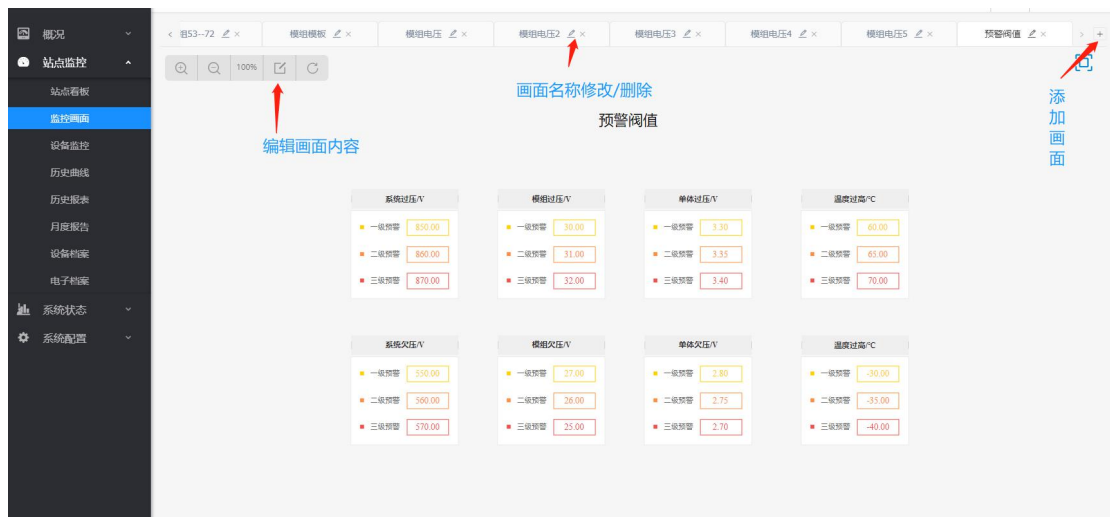 概况
站点监控
站点看板
监控画面
设备监控
历史曲线
历史报表
月度报告
设备档案
电子档案
系统状态
系统配置
组53--72
模组模板
模组电压
模组电压2
模组电压3
模组电压4
模组电压5
预警阀值
100%
画面名称修改/删除
编辑画面内容
添加画面
预警阀值
系统过压/V
一级预警 850.00
二级预警 860.00
三级预警 870.00
模组过压/V
一级预警 30.00
二级预警 31.00
三级预警 32.00
单体过压/V
一级预警 3.30
二级预警 3.35
三级预警 3.40
温度过高/°C
一级预警 60.00
二级预警 65.00
三级预警 70.00
系统欠压/V
一级预警 550.00
二级预警 560.00
三级预警 570.00
模组欠压/V
一级预警 27.00
二级预警 26.00
三级预警 25.00
单体欠压/V
一级预警 2.80
二级预警 2.75
三级预警 2.70
温度过高/°C
一级预警 -30.00
二级预警 -35.00
三级预警 -40.00